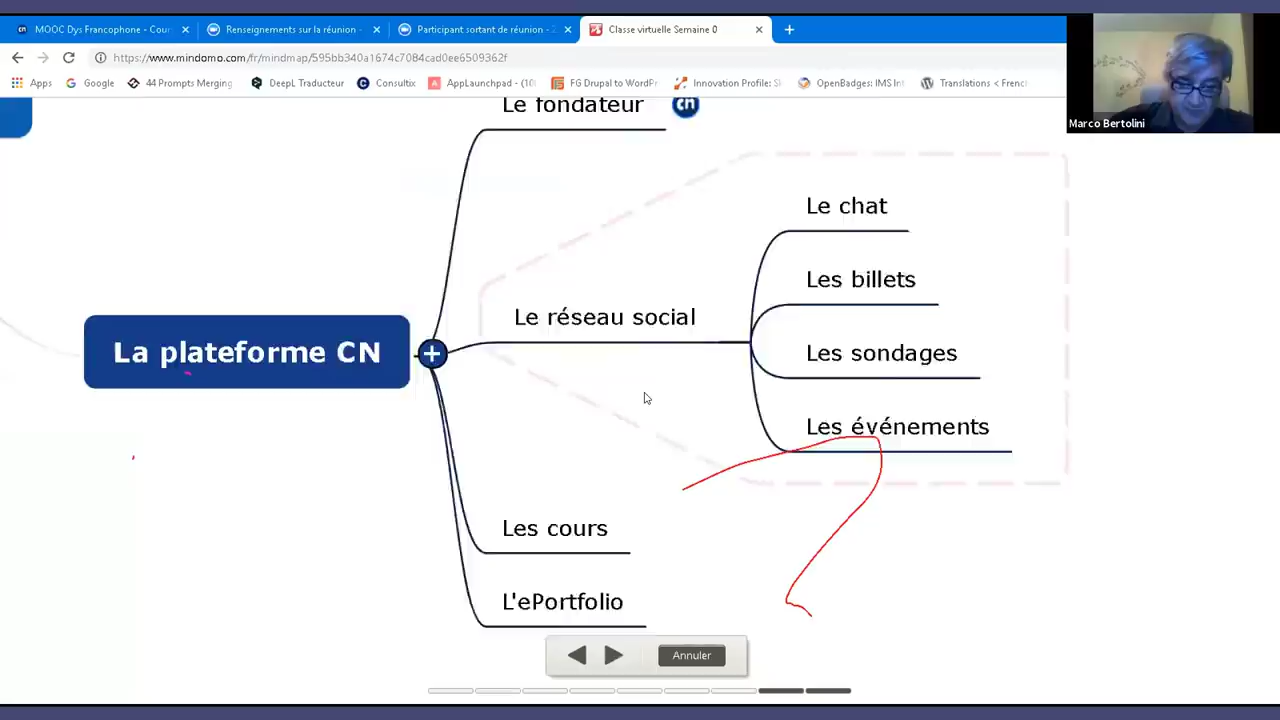 MOOC Dys Francophone - Cour
Renseignements sur la réunion -
Participant sortant de réunion - Z
Classe virtuelle Semaine 0
https://www.mindomo.com/fr/mindmap/595bb340a1674c7084cad0ee6509362f
Apps
Google
44 Prompts Merging
DeepL Traducteur
Consultix
AppLaunchpad - (10
FG Drupal to WordPr
Innovation Profile: Sk
OpenBadges: IMS Int
Translations « Frenc
Marco Bertolini
Le fondateur
cn
Le chat
Les billets
Le réseau social
La plateforme CN
Les sondages
Les événements
Les cours
L'ePortfolio
Annuler